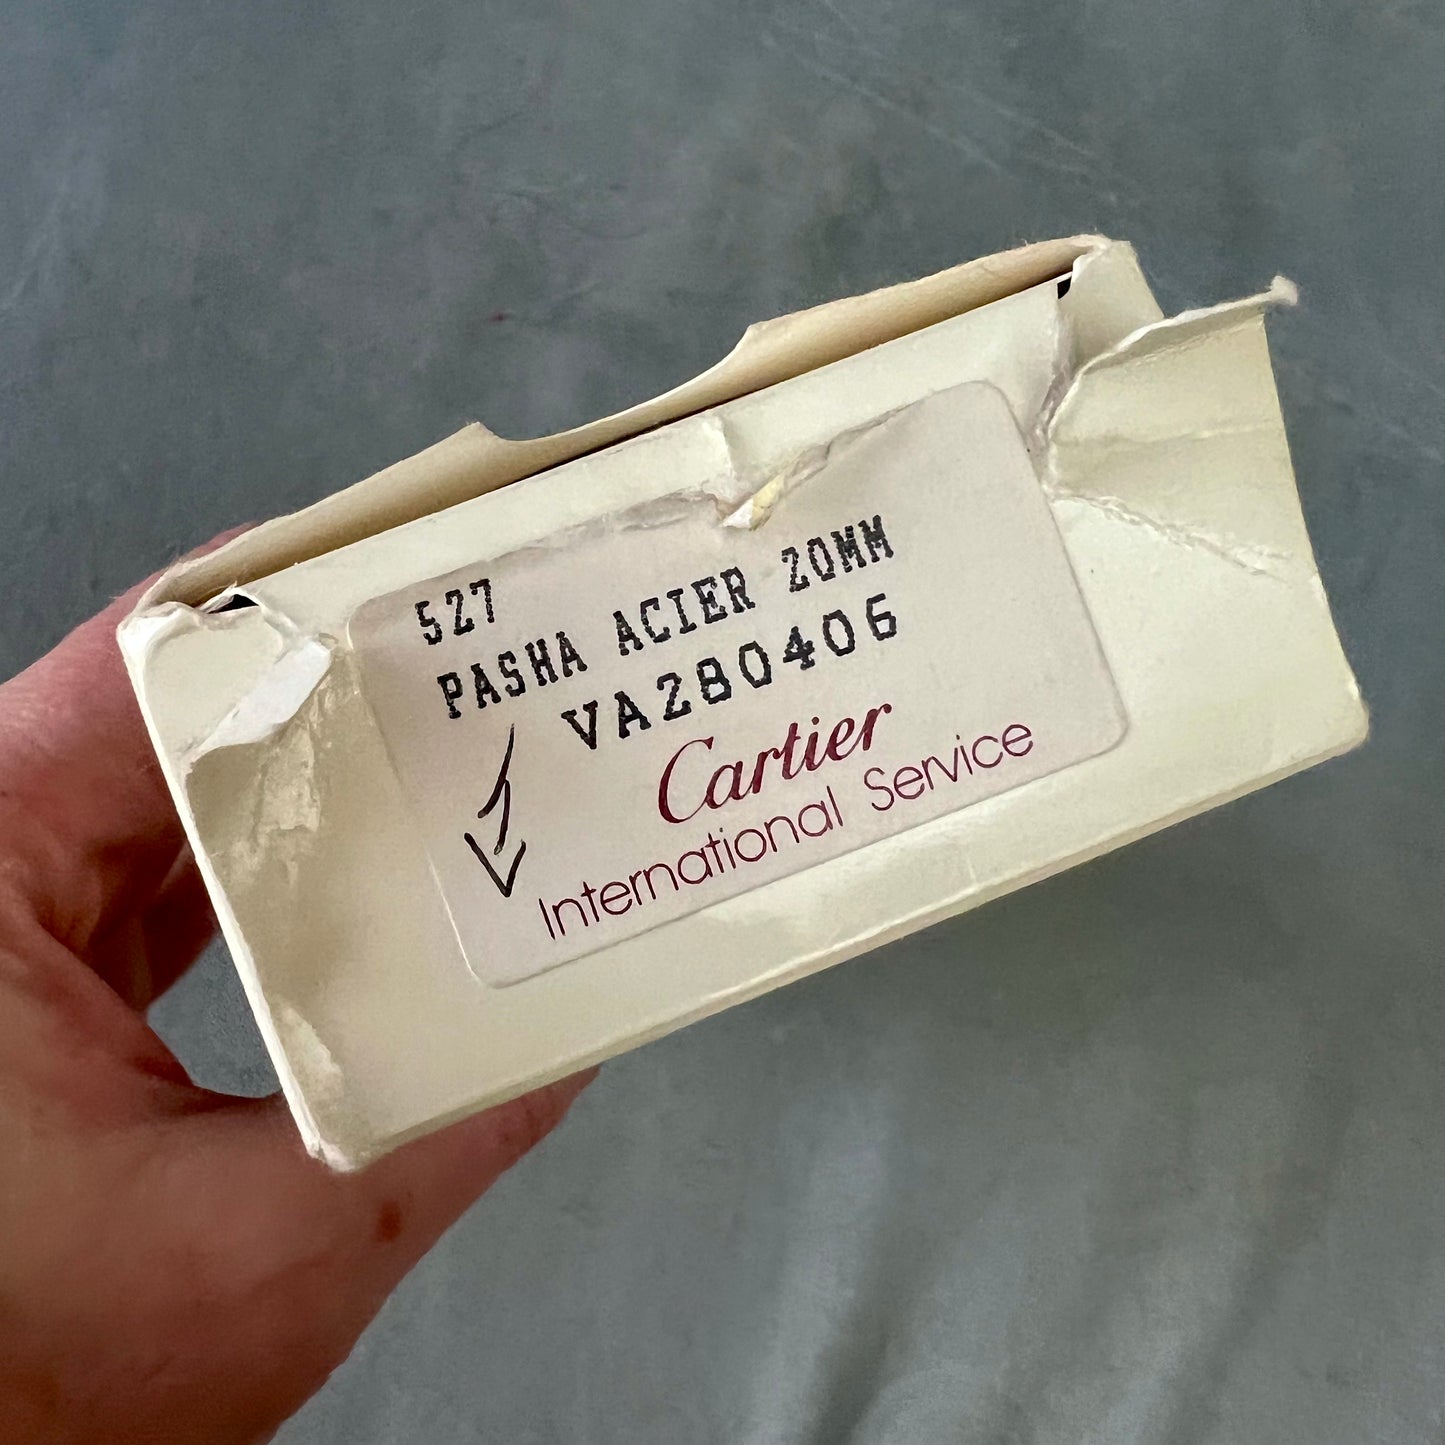 527
PASHA ACIER 20MM
VA280406
Cartier
International Service